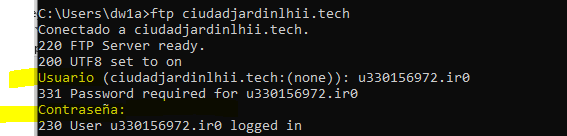 C:\Users\dw1a>ftp ciudadjardinlhii.tech
Conectado a ciudadjardinlhii.tech.
220 FTP Server ready.
200 UTF8 set to on
Usuario (ciudadjardinlhii.tech:(none)): u330156972.ir0
331 Password required for u330156972.ir0
Contraseña:
230 User u330156972.ir0 logged in